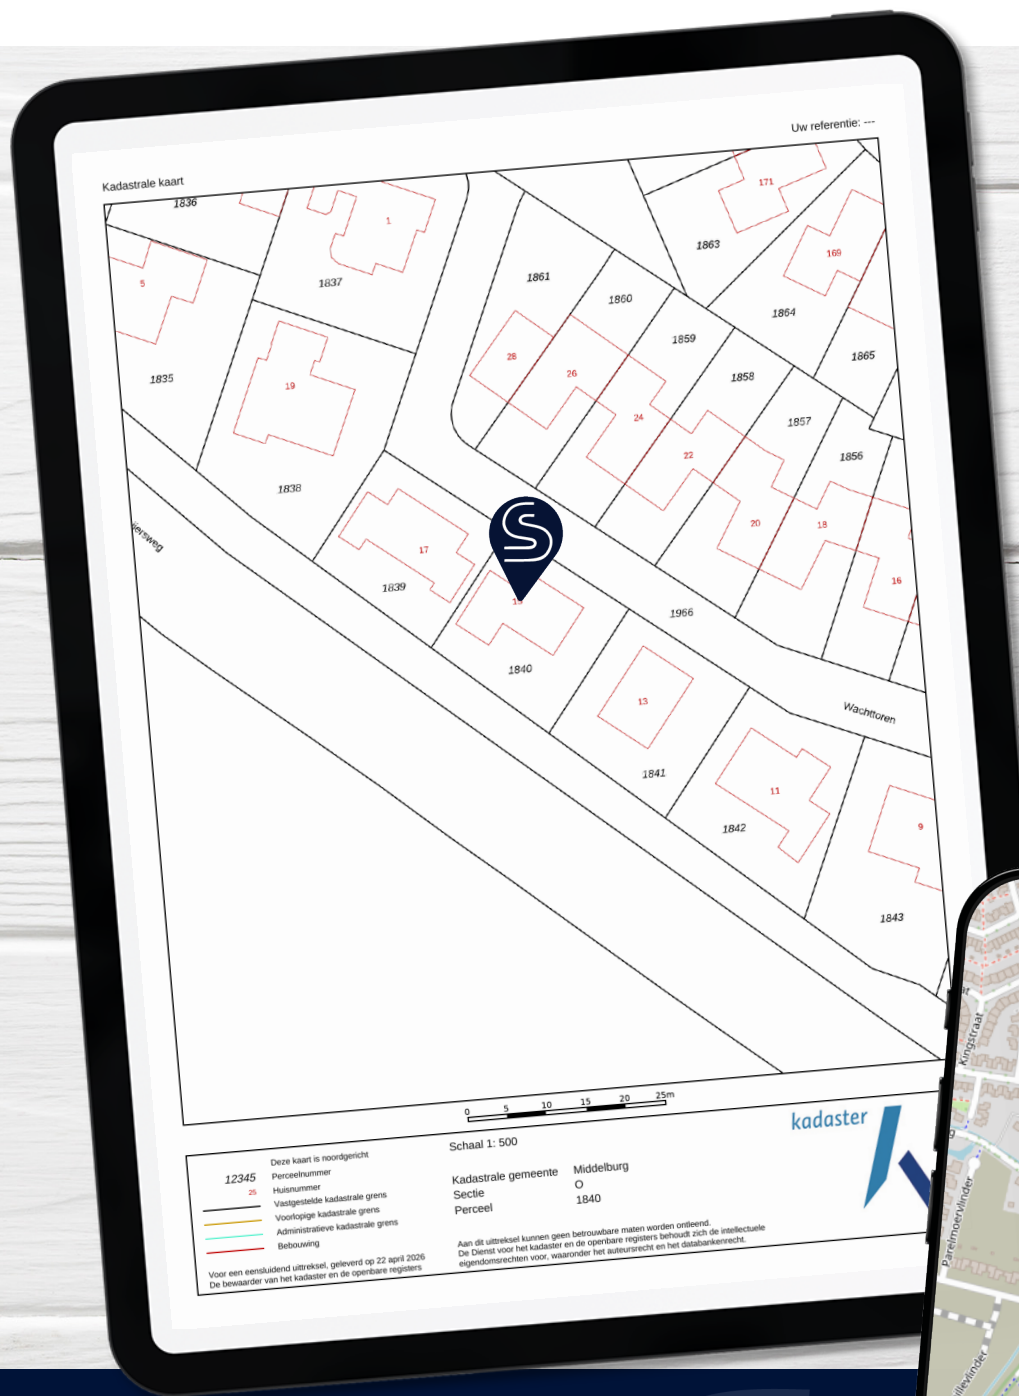 Uw referentie: ---
Kadastrale kaart
1836
171
1
1863
5
1837
1861
169
1860
1864
1859
1865
1835
19
28
26
1858
24
1857
22
1856
1838
20
18
17
16
1839
1966
1840
13
Wachttoren
1841
11
1842
9
1843
0 5 10 15 20 25m
Schaal 1: 500
kadaster
Deze kaart is noordgericht
12345 Perceelnummer
25 Huisnummer
Vastgestelde kadastrale grens
Voorlopige kadastrale grens
Administratieve kadastrale grens
Bebouwing
Kadastrale gemeente Middelburg
Sectie O
Perceel 1840
Voor een eensluidend uittreksel, geleverd op 22 april 2026
De bewaarder van het kadaster en de openbare registers
Aan dit uittreksel kunnen geen betrouwbare maten worden ontleend.
De Dienst voor het kadaster en de openbare registers behoudt zich de intellectuele
eigendomsrechten voor, waaronder het auteursrecht en het databankenrecht.
Kingstraat
Parelmoervlinder